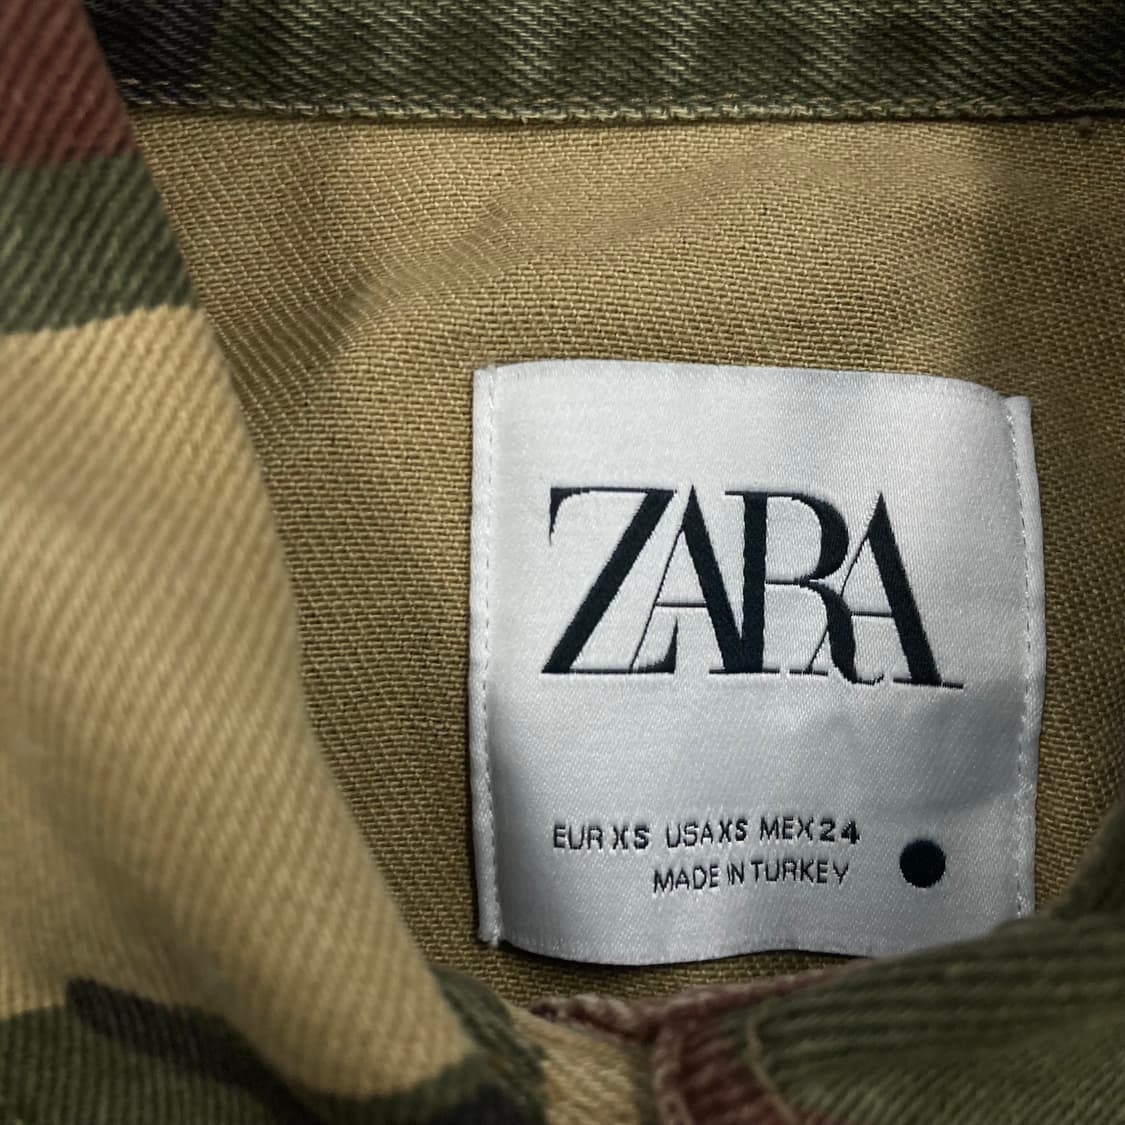 ZARA
EUR XS USA XS MEX 24
MADE IN TURKEY